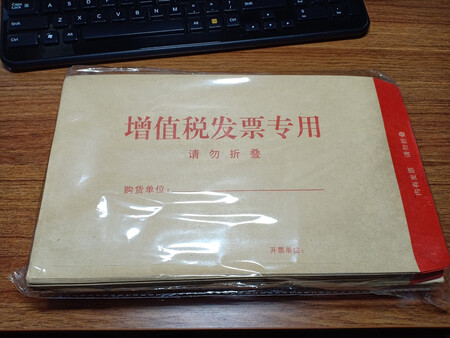 增值税发票专用
请勿折叠
购货单位：
开票单位：